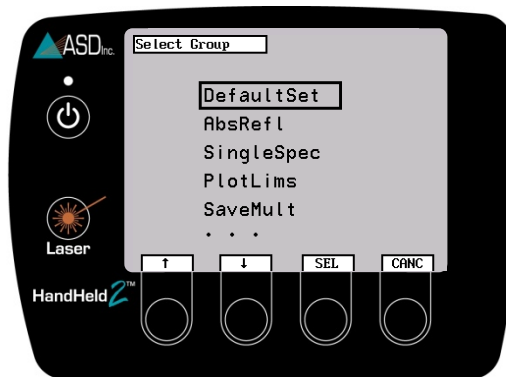 ASD Inc.
Select Group
DefaultSet
AbsRefl
SingleSpec
PlotLims
SaveMult
. . .
Laser
↑ ↓ SEL CANC
HandHeld 2™